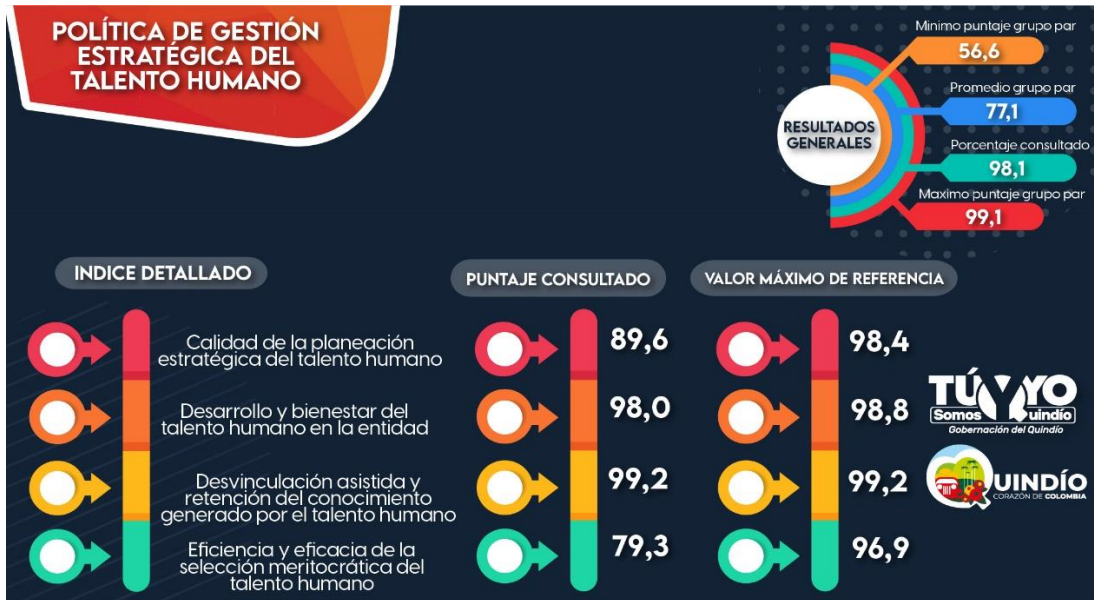 POLÍTICA DE GESTIÓN
ESTRATÉGICA DEL
TALENTO HUMANO
RESULTADOS
GENERALES
Minimo puntaje grupo par
56,6
Promedio grupo par
77,1
Porcentaje consultado
98,1
Maximo puntaje grupo par
99,1
INDICE DETALLADO
PUNTAJE CONSULTADO
VALOR MÁXIMO DE REFERENCIA
Calidad de la planeación
estratégica del talento humano
89,6
98,4
Desarrollo y bienestar del
talento humano en la entidad
98,0
98,8
Desvinculación asistida y
retención del conocimiento
generado por el talento humano
99,2
99,2
Eficiencia y eficacia de la
selección meritocrática del
talento humano
79,3
96,9
TÚ Y YO
Somos Quindío
Gobernación del Quindío
QUINDÍO
CORAZÓN DE COLOMBIA